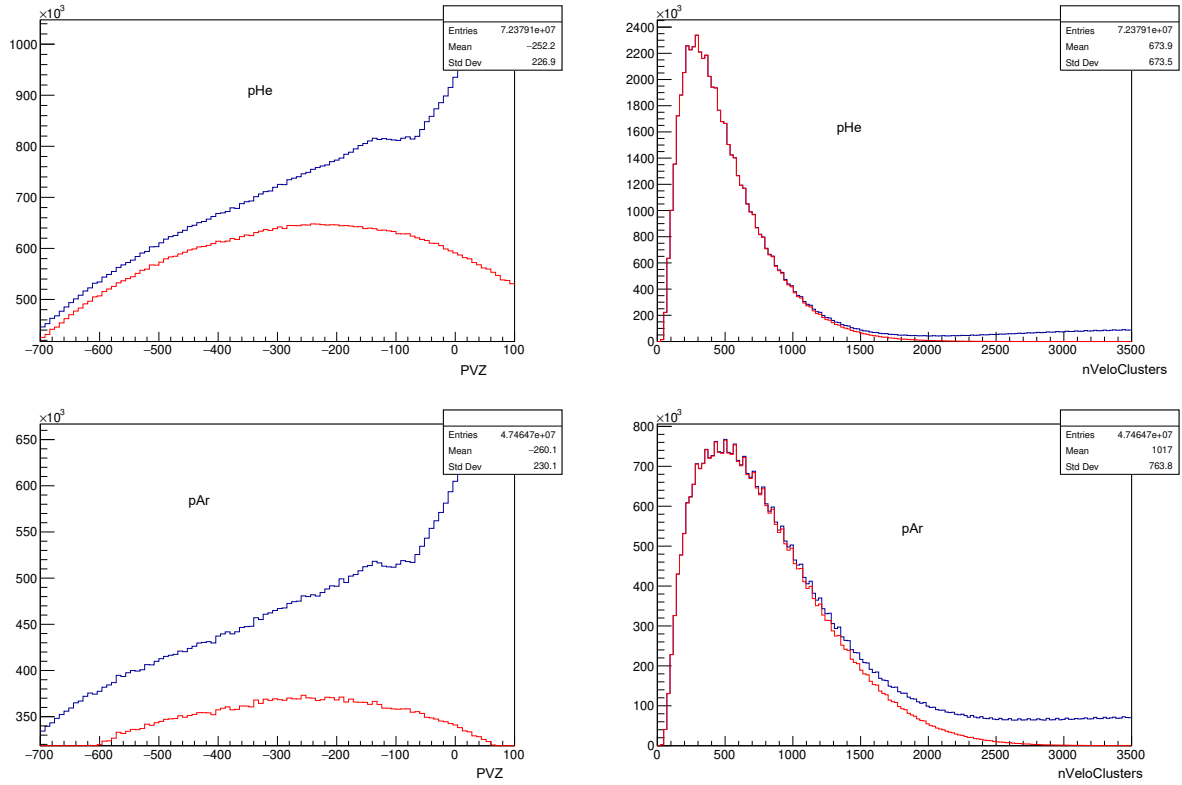 ×10³
1000
900
800
700
600
500
−700 −600 −500 −400 −300 −200 −100 0 100
PVZ
pHe
Entries 7.23791e+07
Mean −252.2
Std Dev 226.9
×10³
2400
2200
2000
1800
1600
1400
1200
1000
800
600
400
200
0
0 500 1000 1500 2000 2500 3000 3500
nVeloClusters
pHe
Entries 7.23791e+07
Mean 673.9
Std Dev 673.5
×10³
650
600
550
500
450
400
350
−700 −600 −500 −400 −300 −200 −100 0 100
PVZ
pAr
Entries 4.74647e+07
Mean −260.1
Std Dev 230.1
×10³
800
700
600
500
400
300
200
100
0
0 500 1000 1500 2000 2500 3000 3500
nVeloClusters
pAr
Entries 4.74647e+07
Mean 1017
Std Dev 763.8